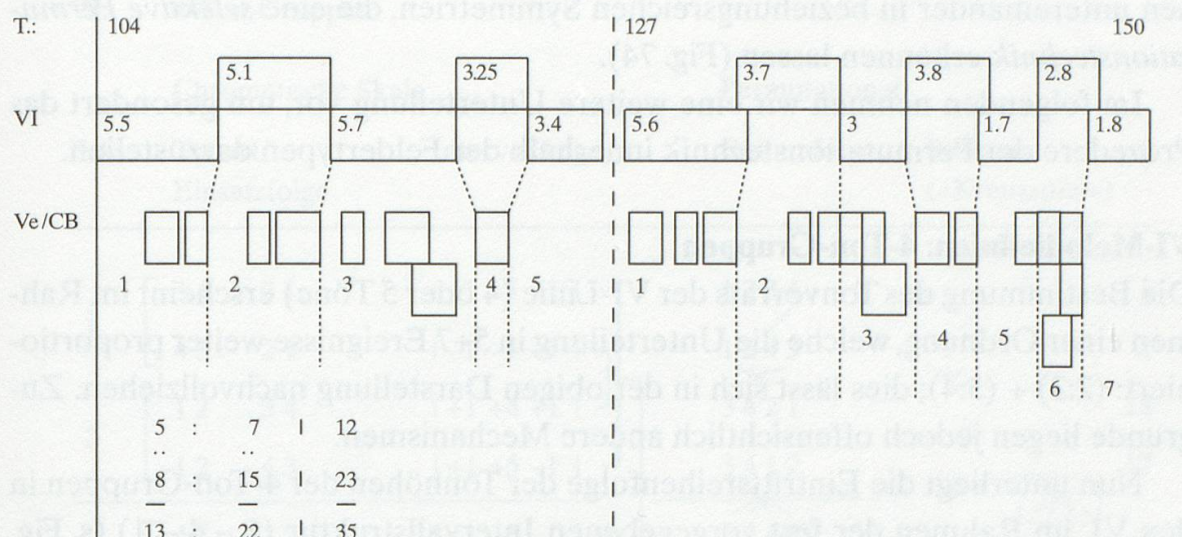 T.: 104 127 150
5.1 3.25 3.7 3.8 2.8
VI 5.5 5.7 3.4 5.6 3 1.7 1.8
Ve/CB
1 2 3 4 5 1 2
3 4 5
6 7
5 : 7 | 12
.. ..
8 : 15 | 23
— — —
13 : 22 | 35